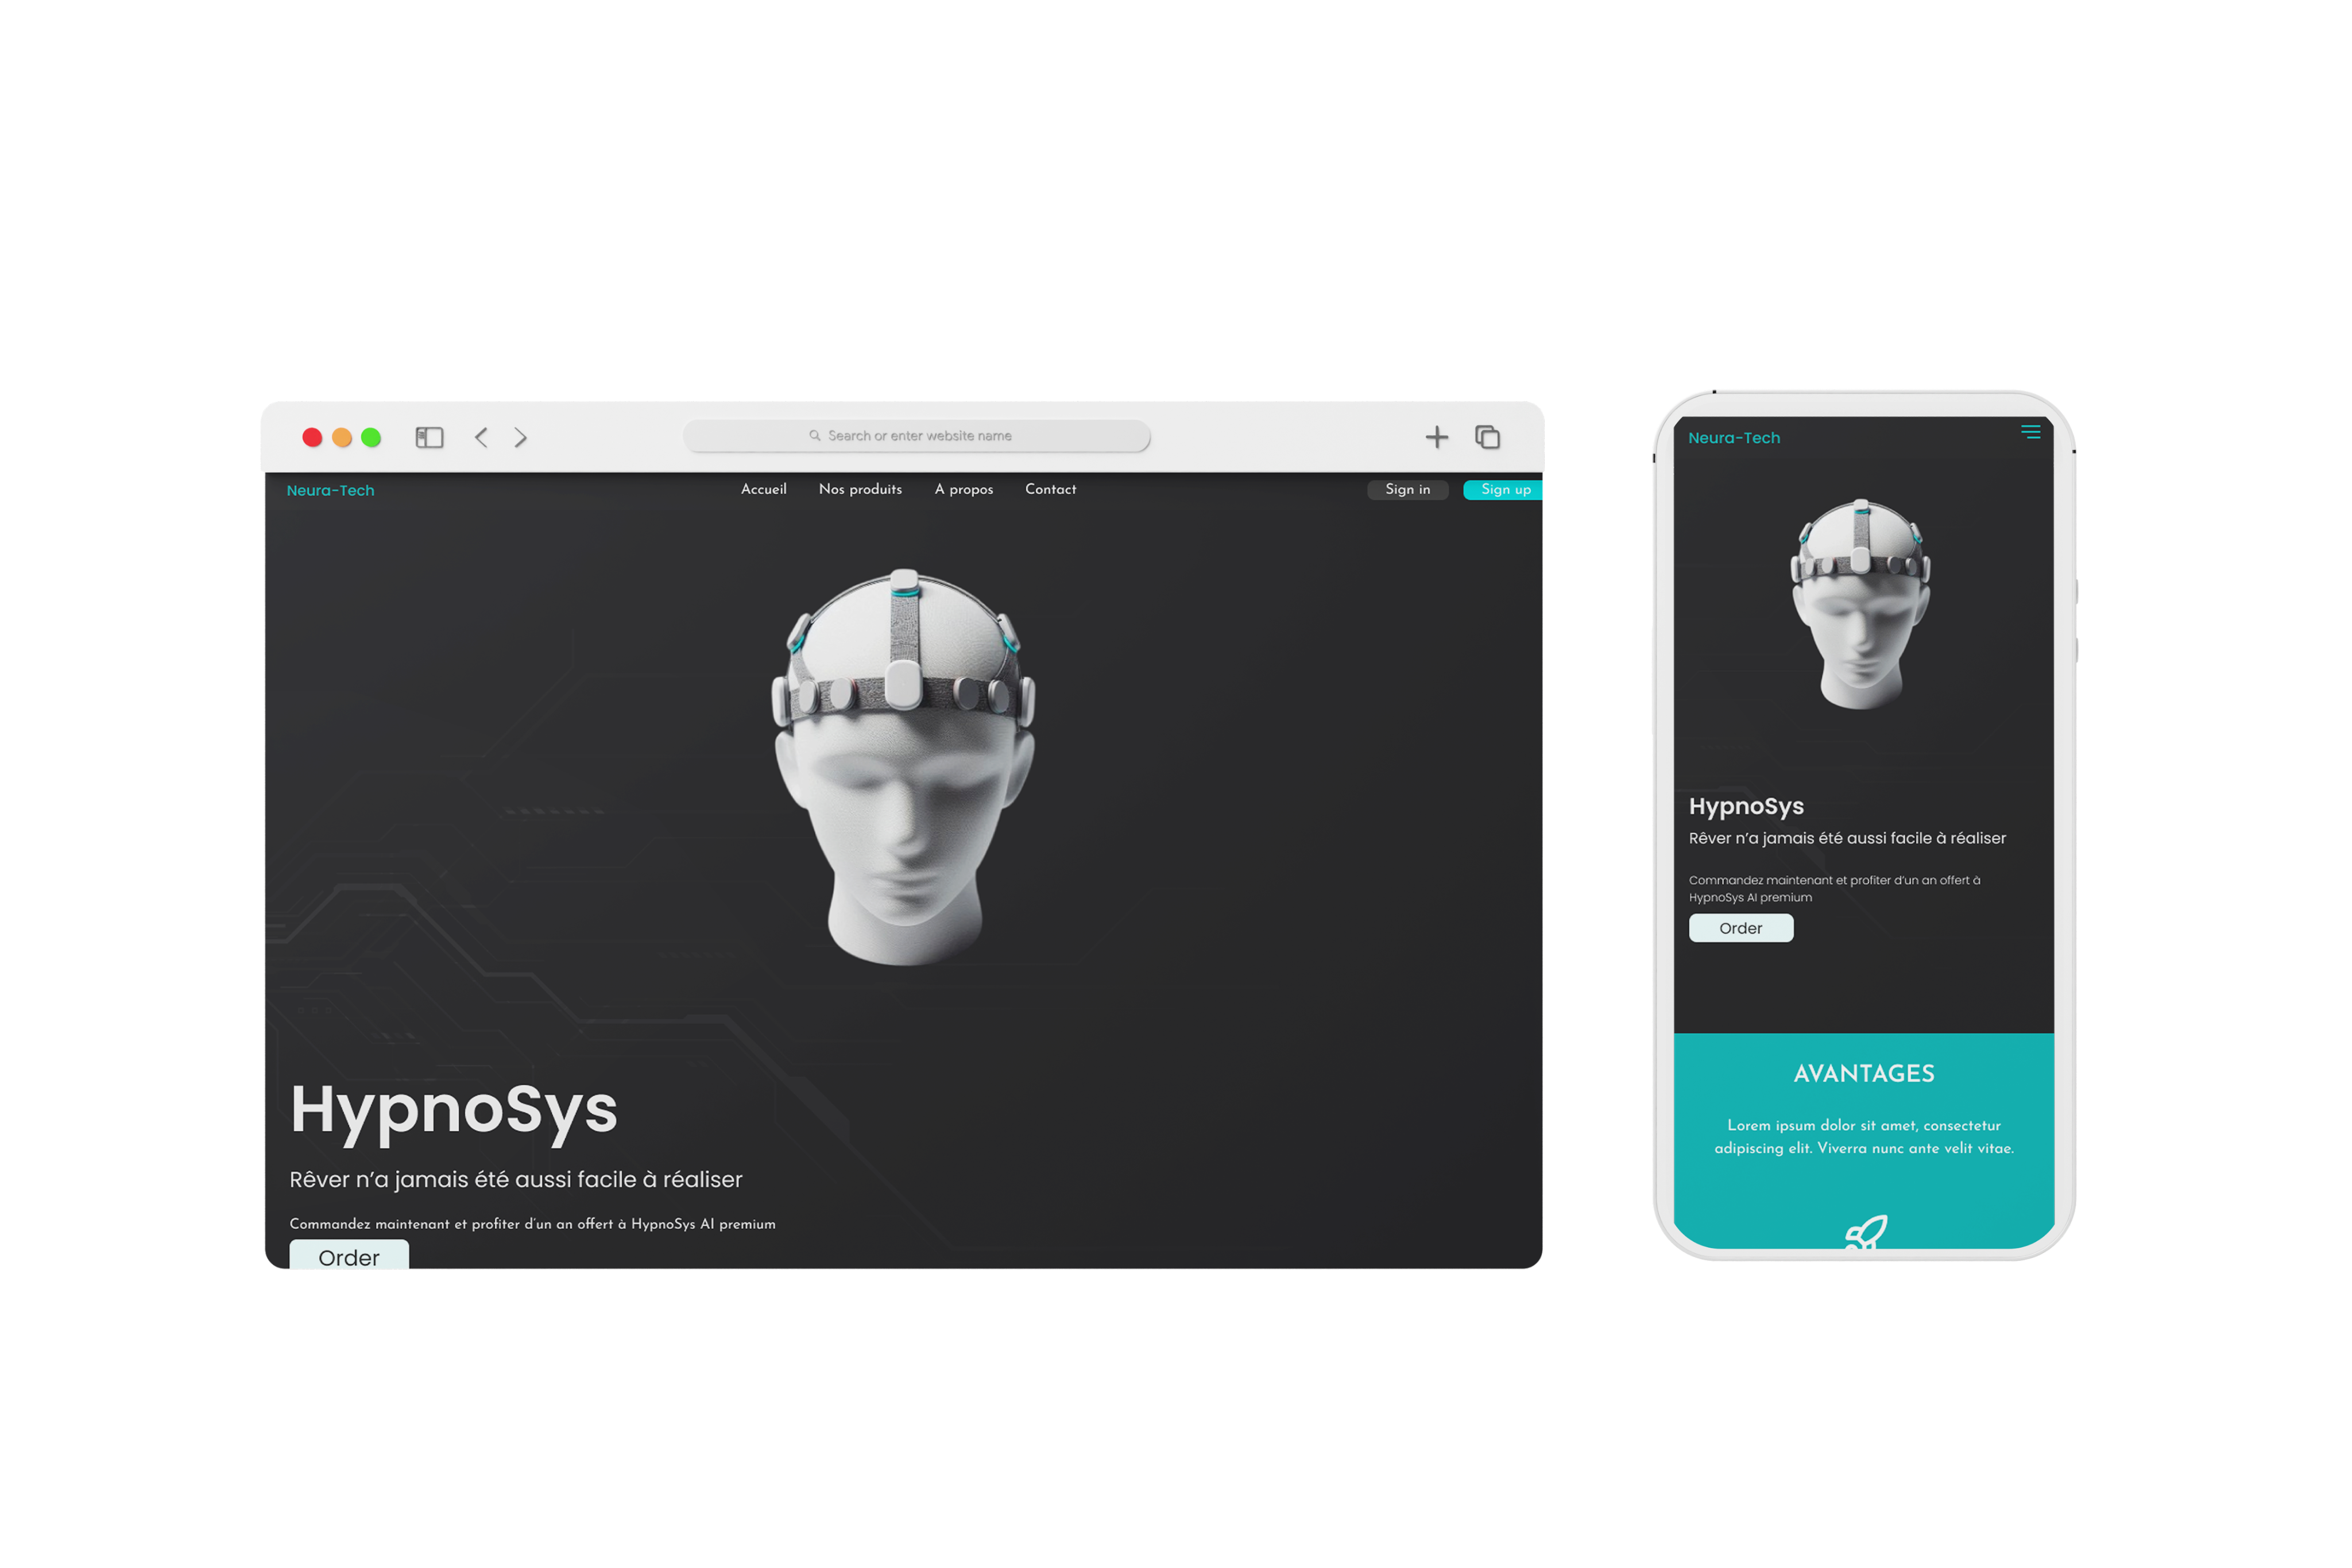 Search or enter website name
Neura-Tech
Accueil Nos produits A propos Contact
Sign in Sign up
HypnoSys
Rêver n’a jamais été aussi facile à réaliser
Commandez maintenant et profiter d’un an offert à HypnoSys AI premium
Order
Neura-Tech
HypnoSys
Rêver n’a jamais été aussi facile à réaliser
Commandez maintenant et profiter d’un an offert à
HypnoSys AI premium
Order
AVANTAGES
Lorem ipsum dolor sit amet, consectetur
adipiscing elit. Viverra nunc ante velit vitae.